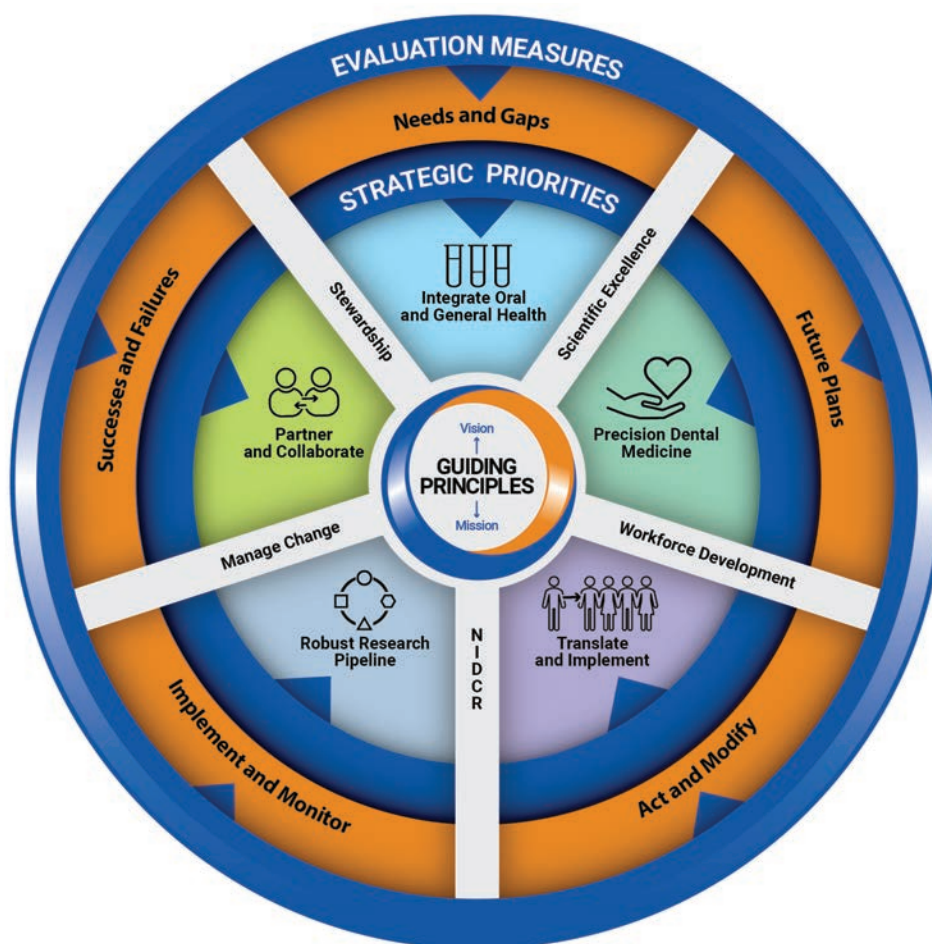 EVALUATION MEASURES
Needs and Gaps
STRATEGIC PRIORITIES
Integrate Oral
and General Health
Stewardship
Scientific Excellence
Successes and Failures
Future Plans
Partner
and Collaborate
Precision Dental
Medicine
Vision
GUIDING
PRINCIPLES
Mission
Manage Change
Workforce Development
Robust Research
Pipeline
NIDCR
Translate
and Implement
Implement and Monitor
Act and Modify